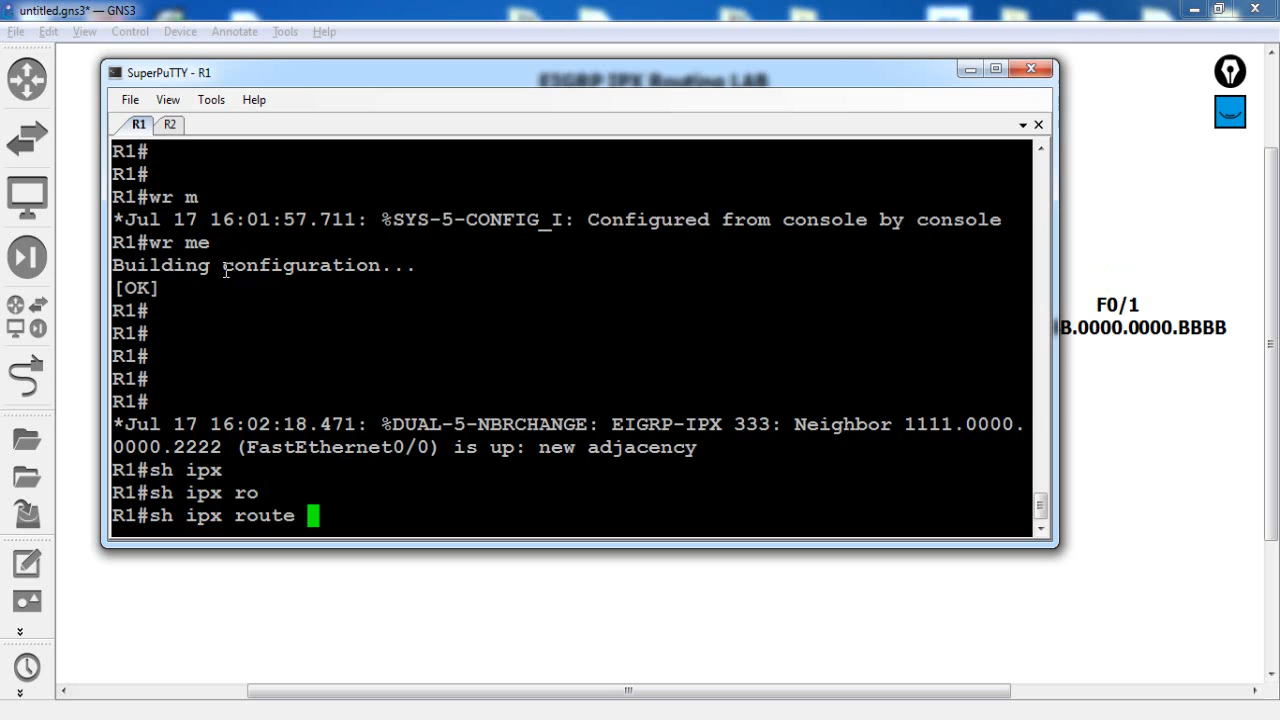 untitled.gns3* — GNS3
File Edit View Control Device Annotate Tools Help
SuperPuTTY - R1
EIGRP IPX Routing LAB
File View Tools Help
R1 R2
R1#
R1#
R1#wr m
*Jul 17 16:01:57.711: %SYS-5-CONFIG_I: Configured from console by console
R1#wr me
Building configuration...
[OK]
R1#
R1#
R1#
R1#
R1#
*Jul 17 16:02:18.471: %DUAL-5-NBRCHANGE: EIGRP-IPX 333: Neighbor 1111.0000.
0000.2222 (FastEthernet0/0) is up: new adjacency
R1#sh ipx
R1#sh ipx ro
R1#sh ipx route
F0/1
B.0000.0000.BBBB